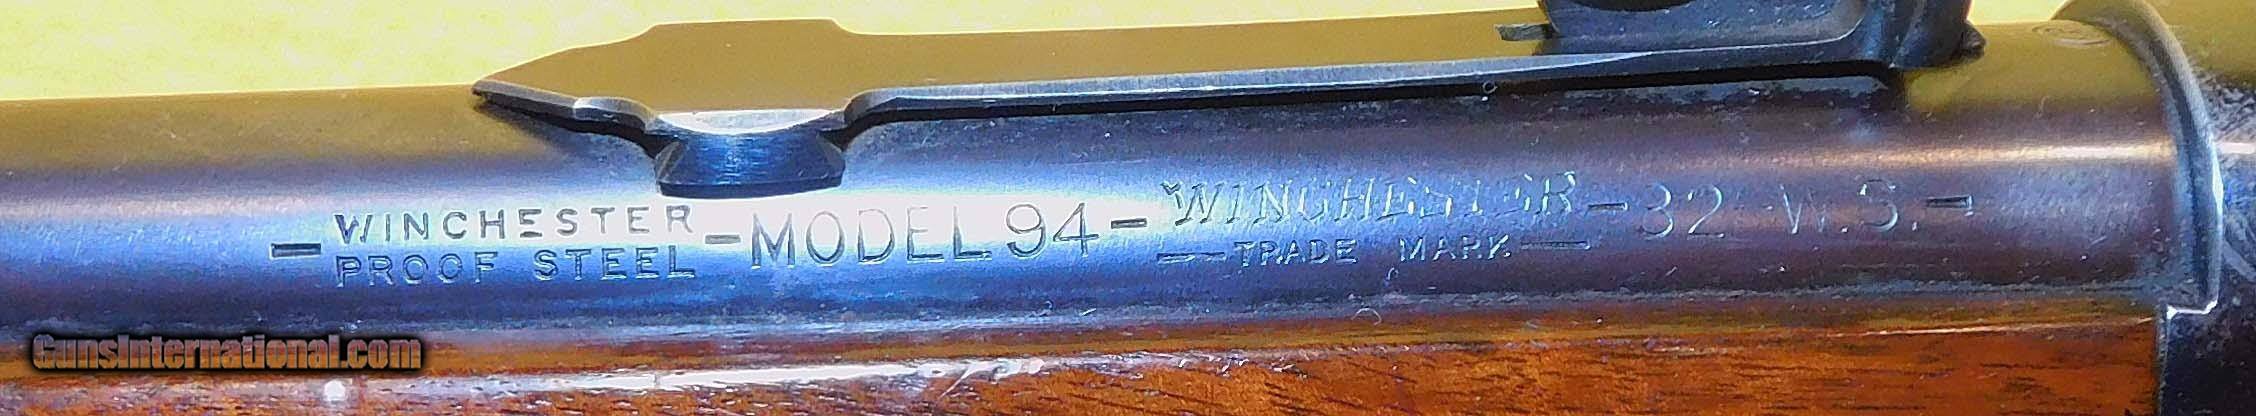 -WINCHESTER PROOF STEEL-MODEL 94-WINCHESTER-32 W.S.-
-TRADE MARK-
GunsInternational.com